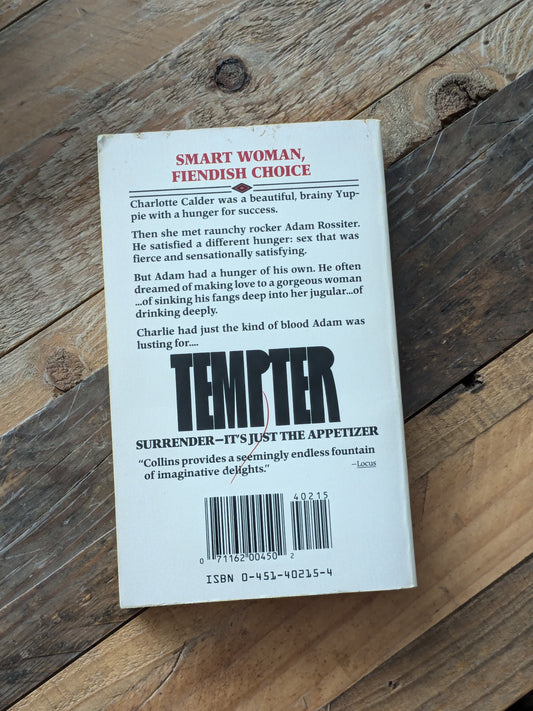 SMART WOMAN,
FIENDISH CHOICE
Charlotte Calder was a beautiful, brainy Yup-
pie with a hunger for success.
Then she met raunchy rocker Adam Rossiter.
He satisfied a different hunger: sex that was
fierce and sensationally satisfying.
But Adam had a hunger of his own. He often
dreamed of making love to a gorgeous woman
...of sinking his fangs deep into her jugular...of
drinking deeply.
Charlie had just the kind of blood Adam was
lusting for....
TEMPTER
SURRENDER—IT'S JUST THE APPETIZER
"Collins provides a seemingly endless fountain
of imaginative delights."
—Locus
40215
0 71162 00450 2
ISBN 0-451-40215-4